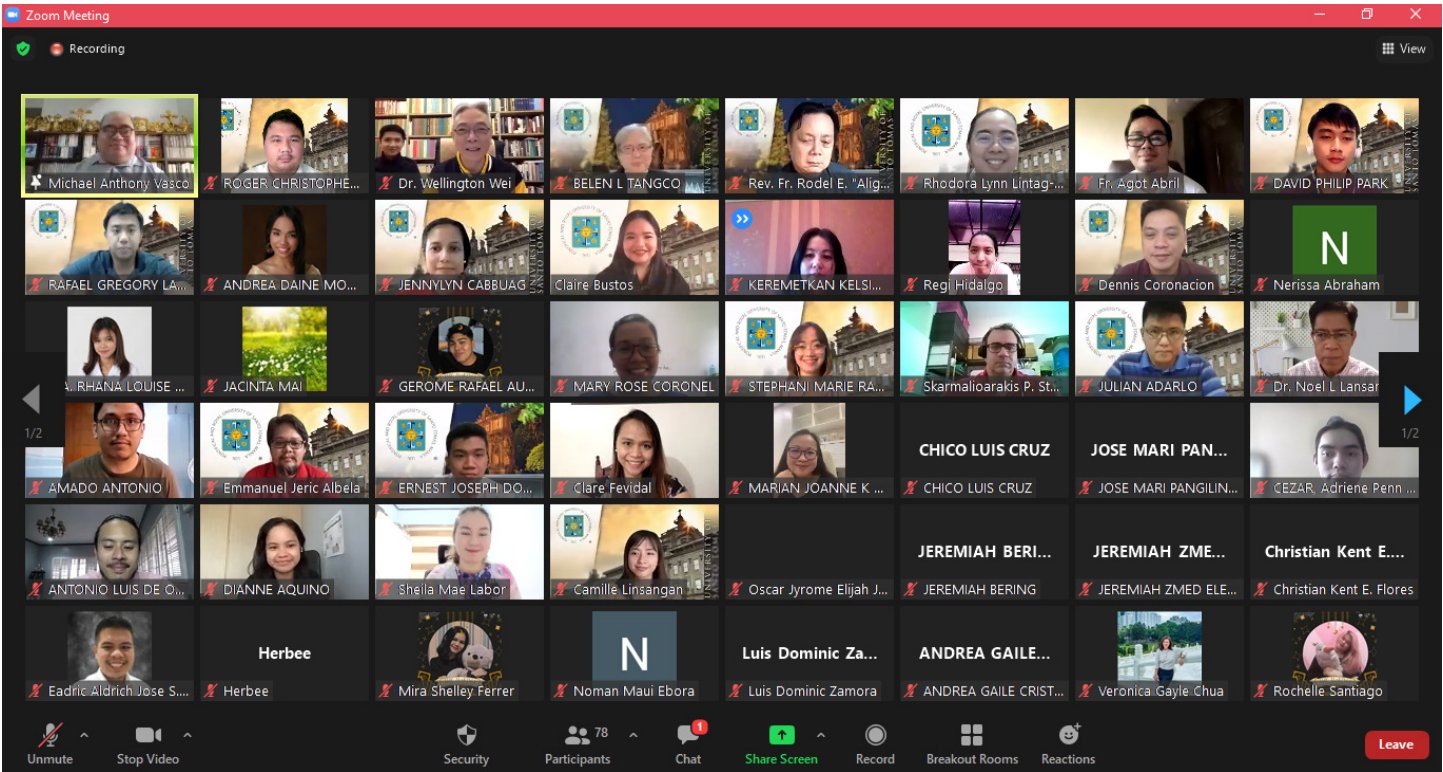 Zoom Meeting
Recording
View
Michael Anthony Vasco
ROGER CHRISTOPHE...
Dr. Wellington Wei
BELEN L TANGCO
Rev. Fr. Rodel E. "Alig...
Rhodora Lynn Lintag-...
Fr. Agot Abril
DAVID PHILIP PARK
RAFAEL GREGORY LA...
ANDREA DAINE MO...
JENNYLYN CABBUAG
Claire Bustos
KEREMETKAN KELSI...
Regi Hidalgo
Dennis Coronacion
N
Nerissa Abraham
RHANA LOUISE ...
JACINTA MAI
GEROME RAFAEL AU...
MARY ROSE CORONEL
STEPHANI MARIE RA...
Skarmalioarakis P. St...
JULIAN ADARLO
Dr. Noel L Lansan
1/2
1/2
AMADO ANTONIO
Emmanuel Jeric Albela
ERNEST JOSEPH DO...
Clare Fevidal
MARIAN JOANNE K ...
CHICO LUIS CRUZ
CHICO LUIS CRUZ
JOSE MARI PAN...
JOSE MARI PANGILIN...
CEZAR, Adriene Penn ...
ANTONIO LUIS DE O...
DIANNE AQUINO
Sheila Mae Labor
Camille Linsangan
Oscar Jyrome Elijah J...
JEREMIAH BERI...
JEREMIAH BERING
JEREMIAH ZME...
JEREMIAH ZMED ELE...
Christian Kent E....
Christian Kent E. Flores
Eadric Aldrich Jose S....
Herbee
Herbee
Mira Shelley Ferrer
N
Noman Maui Ebora
Luis Dominic Za...
Luis Dominic Zamora
ANDREA GAILE...
ANDREA GAILE CRIST...
Veronica Gayle Chua
Rochelle Santiago
Unmute
Stop Video
Security
78
Participants
1
Chat
Share Screen
Record
Breakout Rooms
Reactions
Leave